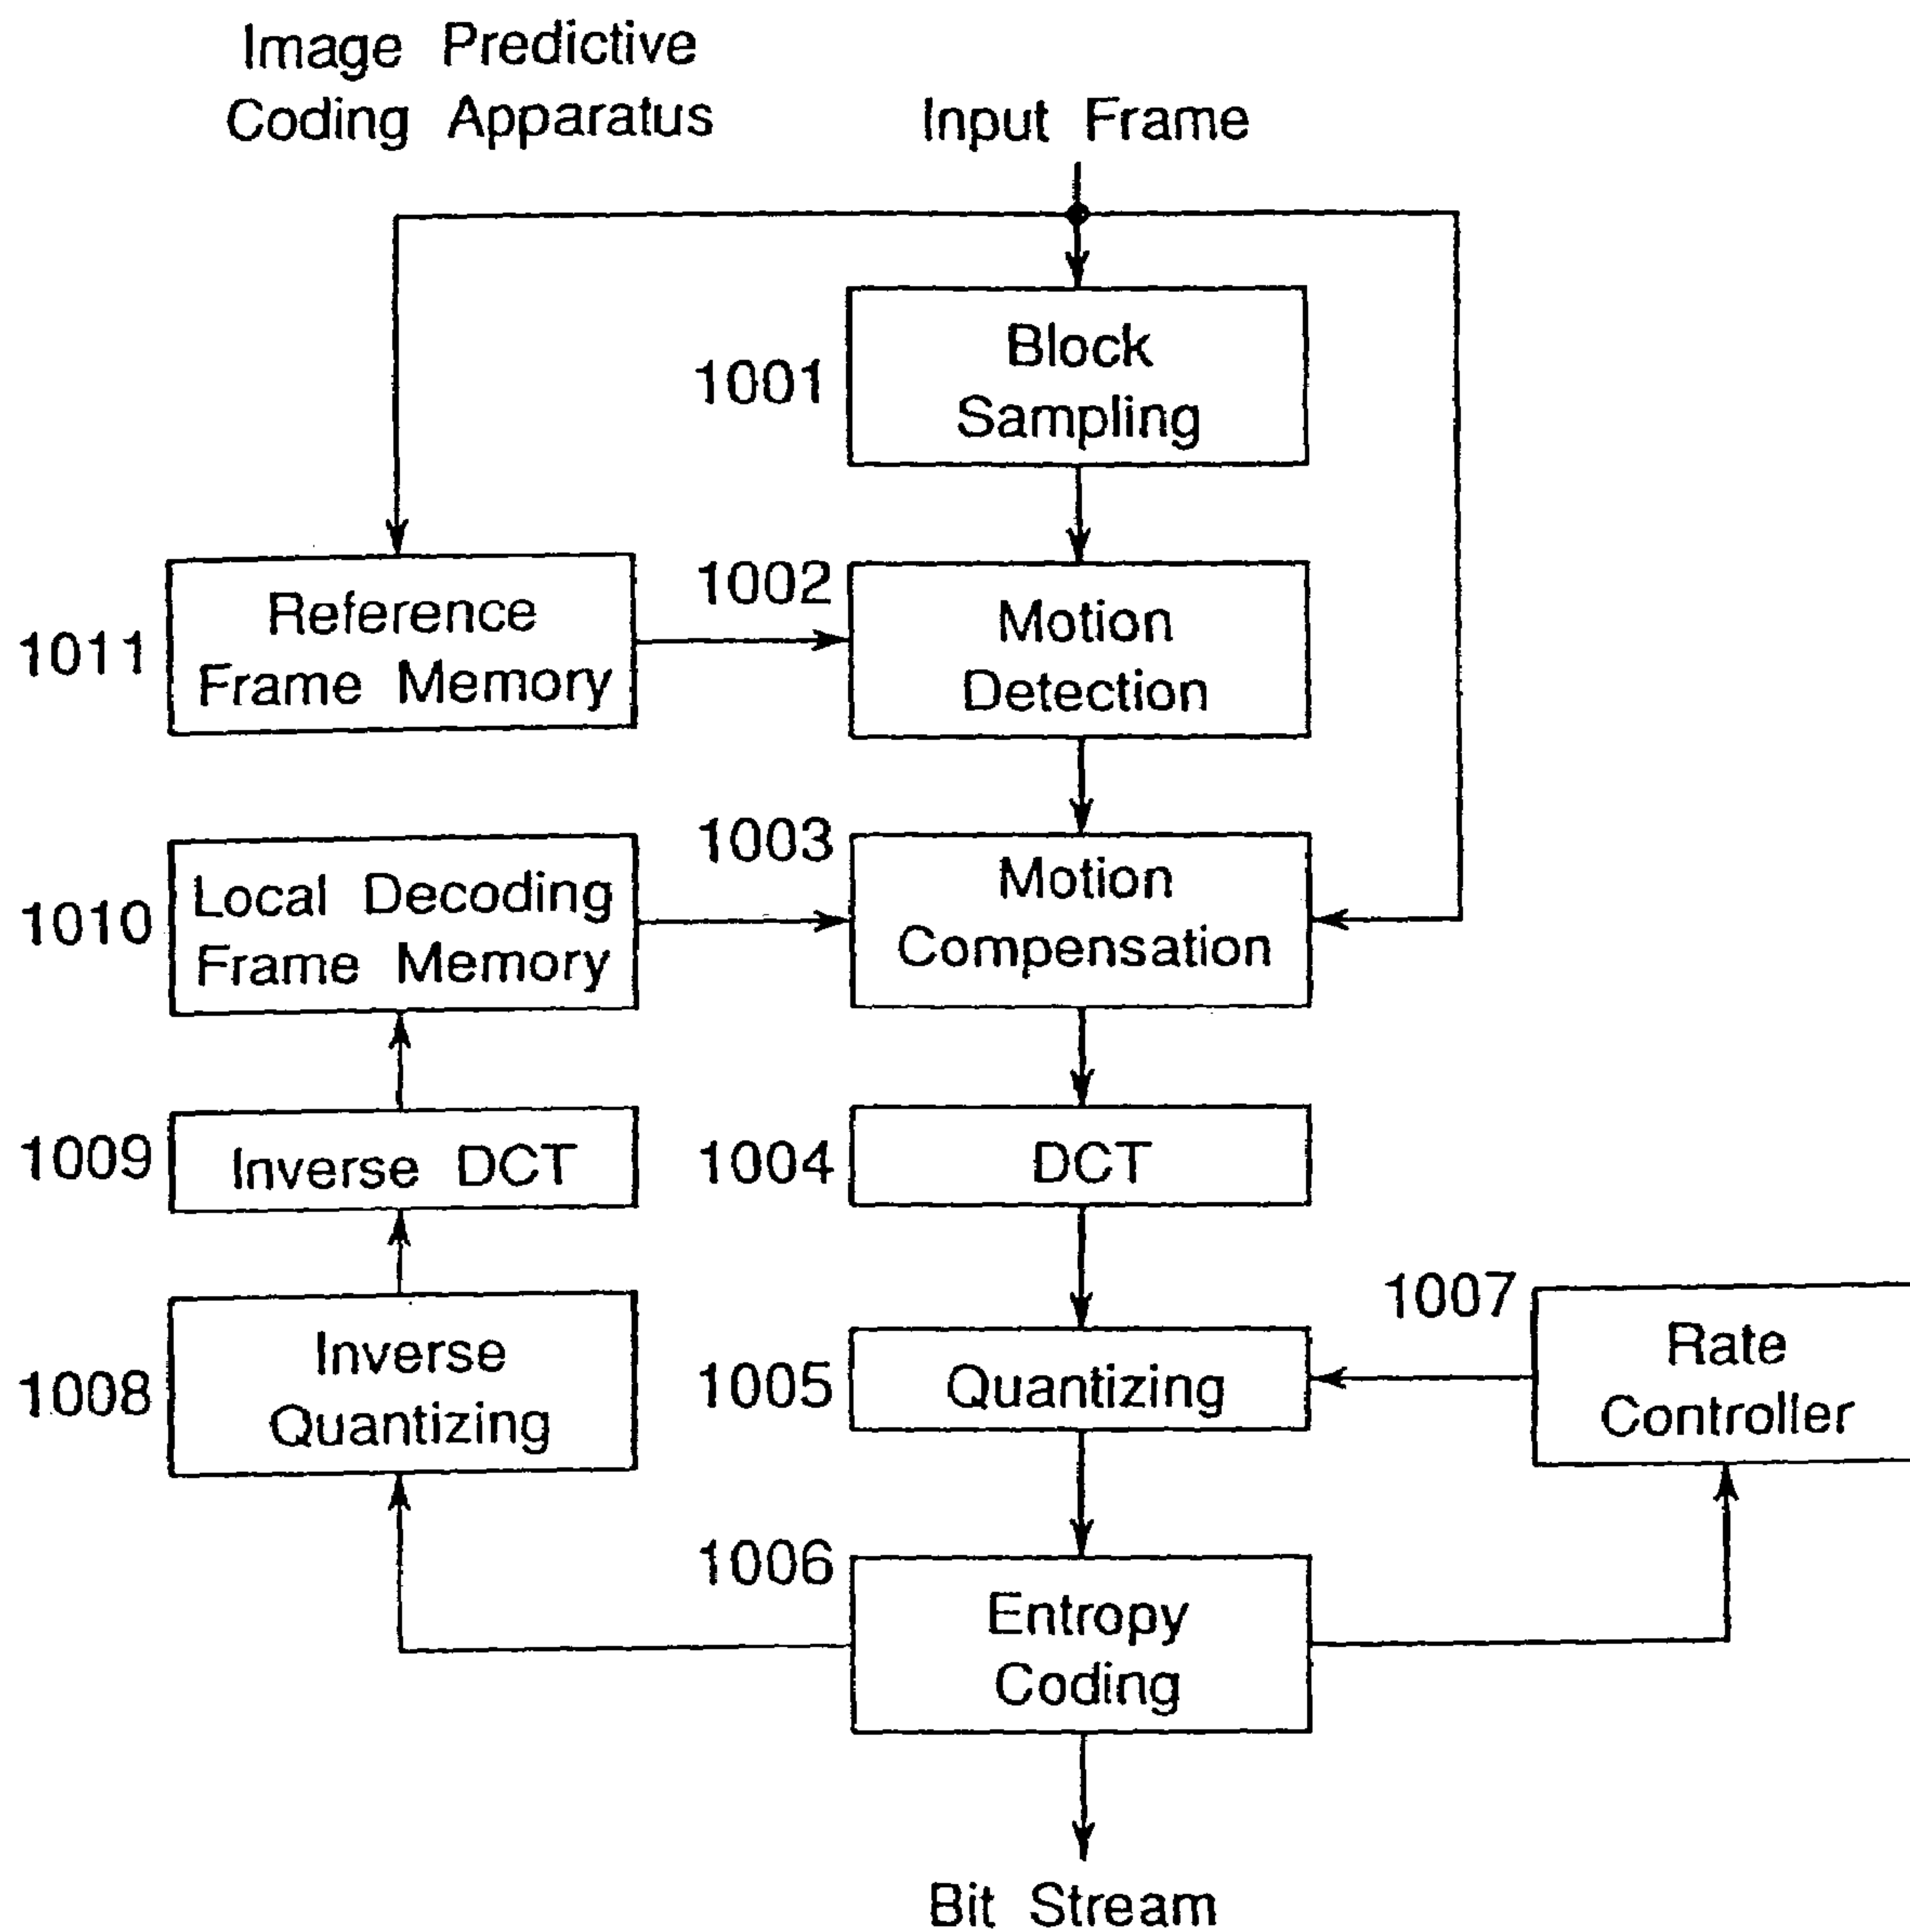 Image Predictive
Coding Apparatus
Input Frame
1001
Block
Sampling
1011
Reference
Frame Memory
1002
Motion
Detection
1010
Local Decoding
Frame Memory
1003
Motion
Compensation
1009
Inverse DCT
1004
DCT
1008
Inverse
Quantizing
1005
Quantizing
1007
Rate
Controller
1006
Entropy
Coding
Bit Stream